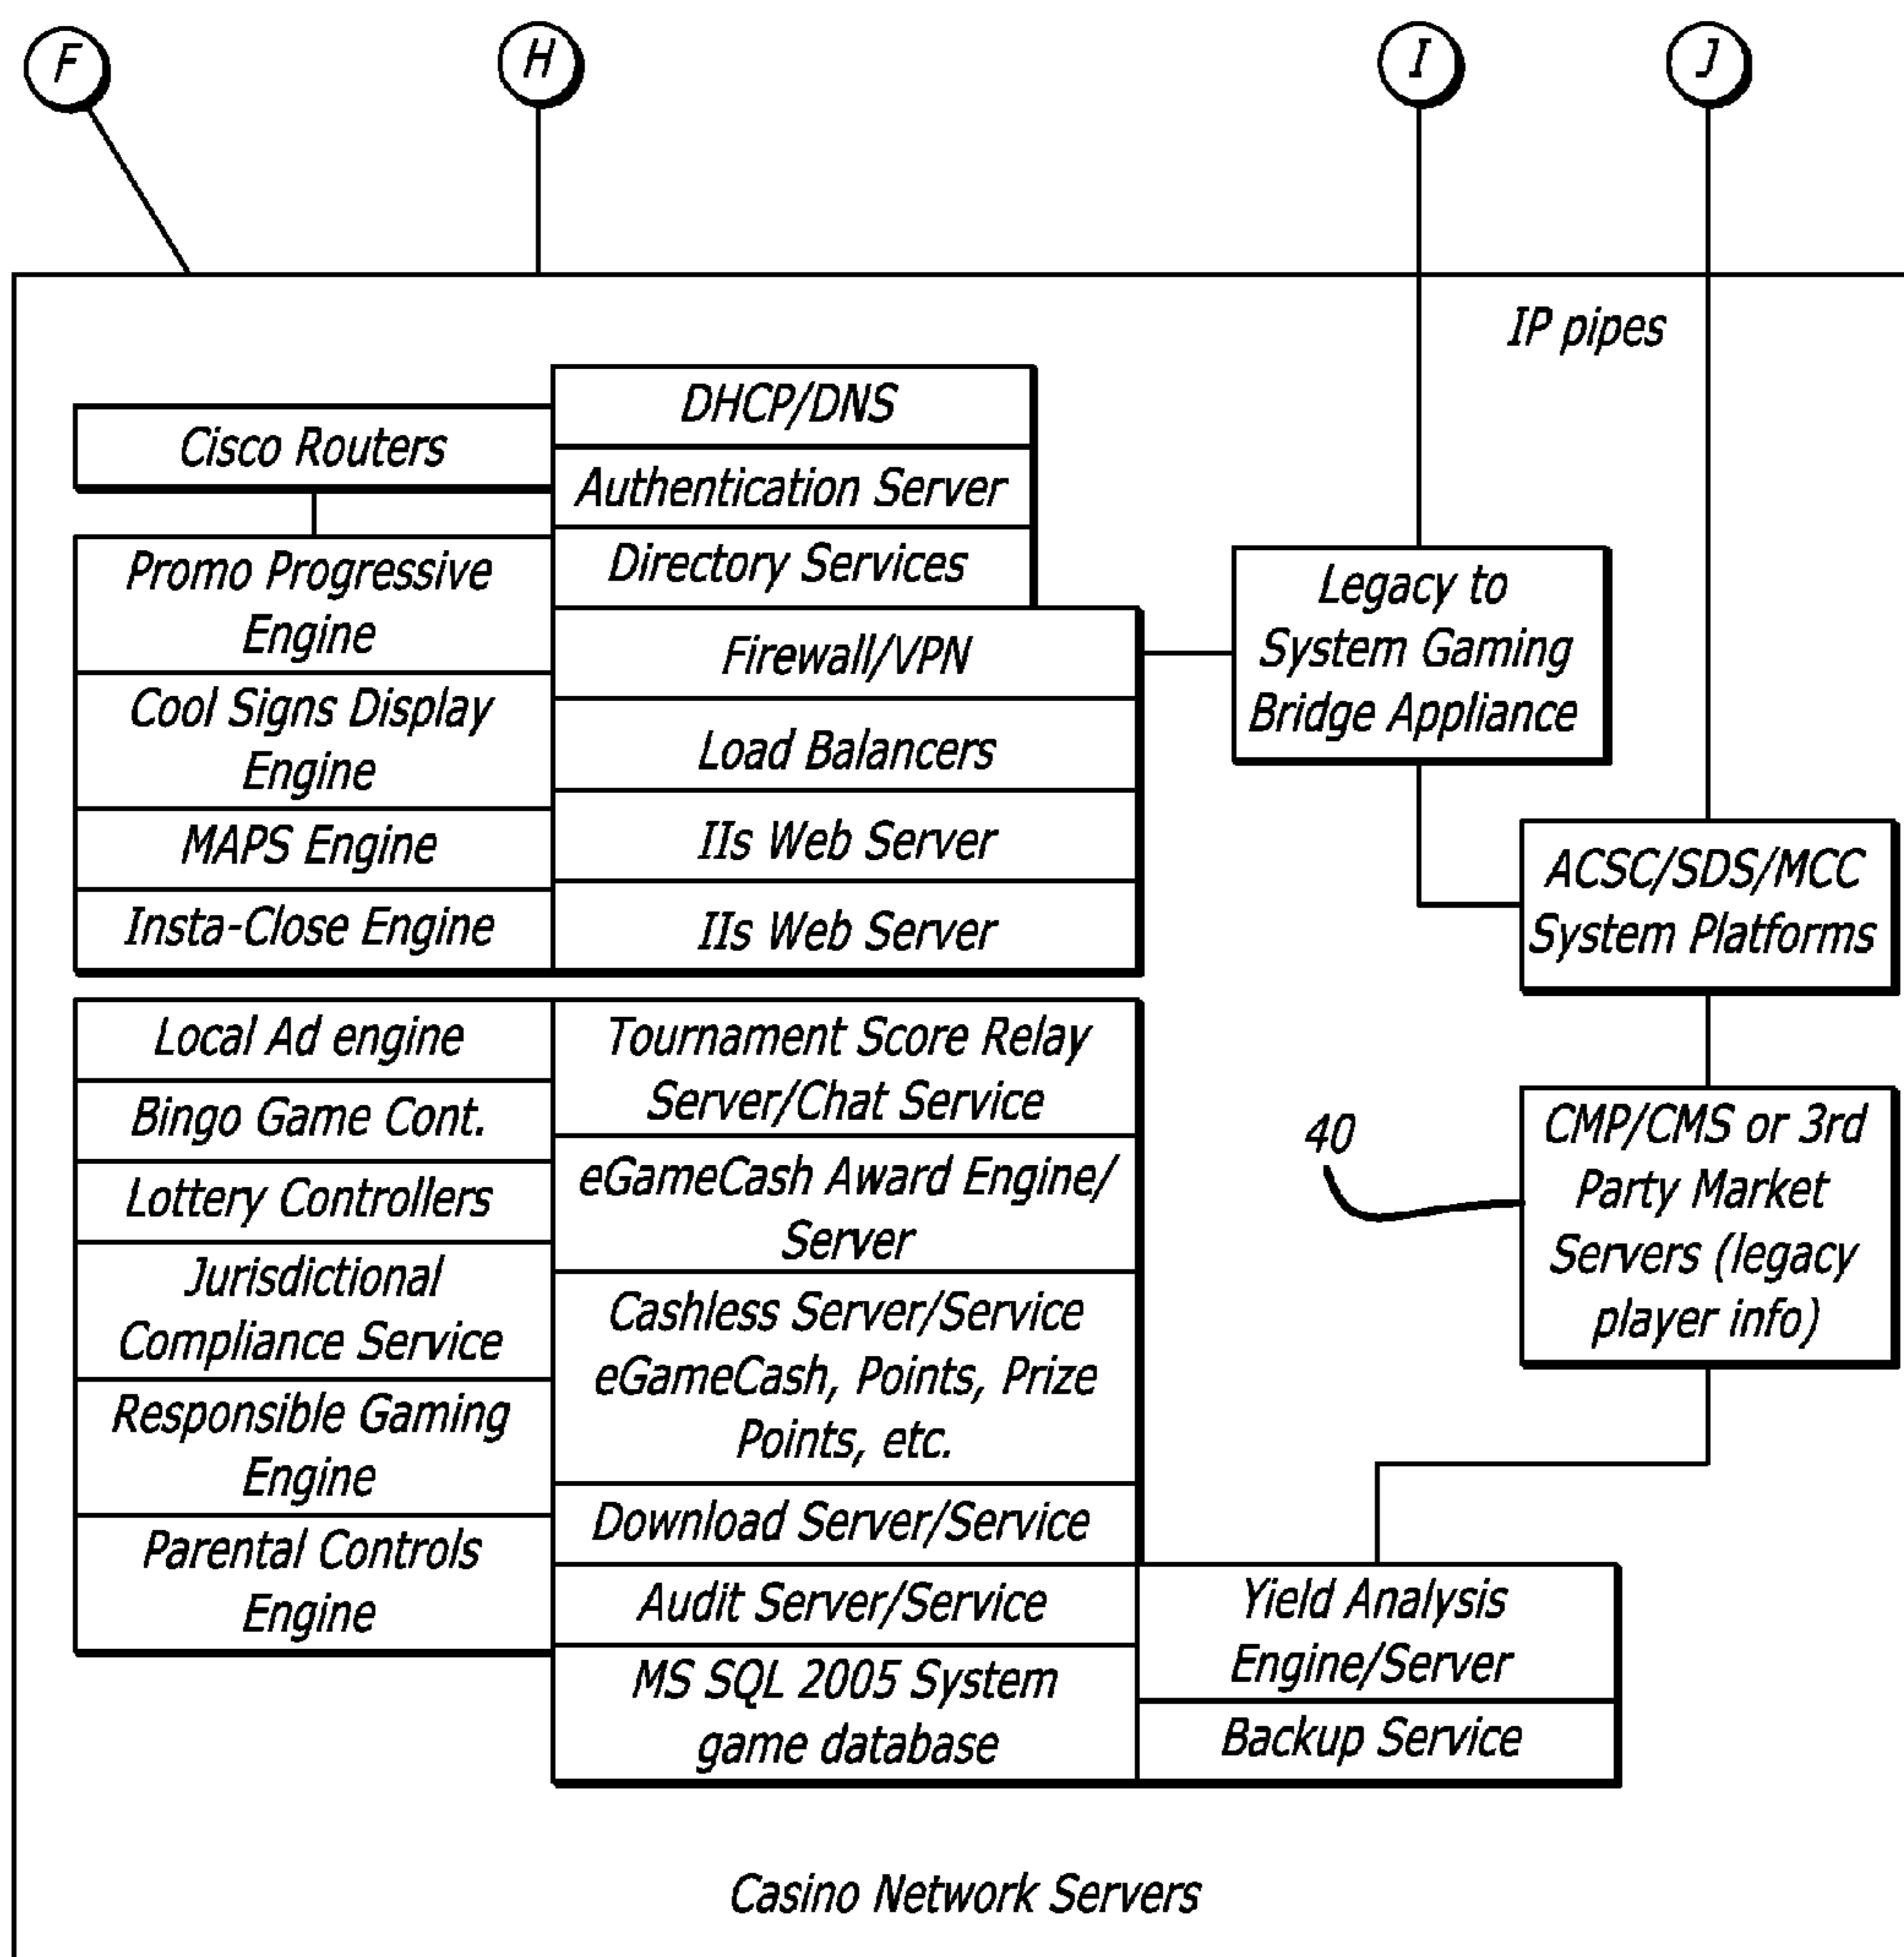 F
H
I
J
IP pipes
Cisco Routers
Promo Progressive
Engine
Cool Signs Display
Engine
MAPS Engine
Insta-Close Engine
DHCP/DNS
Authentication Server
Directory Services
Firewall/VPN
Load Balancers
IIs Web Server
IIs Web Server
Legacy to
System Gaming
Bridge Appliance
ACSC/SDS/MCC
System Platforms
Local Ad engine
Bingo Game Cont.
Lottery Controllers
Jurisdictional
Compliance Service
Responsible Gaming
Engine
Parental Controls
Engine
Tournament Score Relay
Server/Chat Service
eGameCash Award Engine/
Server
Cashless Server/Service
eGameCash, Points, Prize
Points, etc.
Download Server/Service
Audit Server/Service
MS SQL 2005 System
game database
40
CMP/CMS or 3rd
Party Market
Servers (legacy
player info)
Yield Analysis
Engine/Server
Backup Service
Casino Network Servers